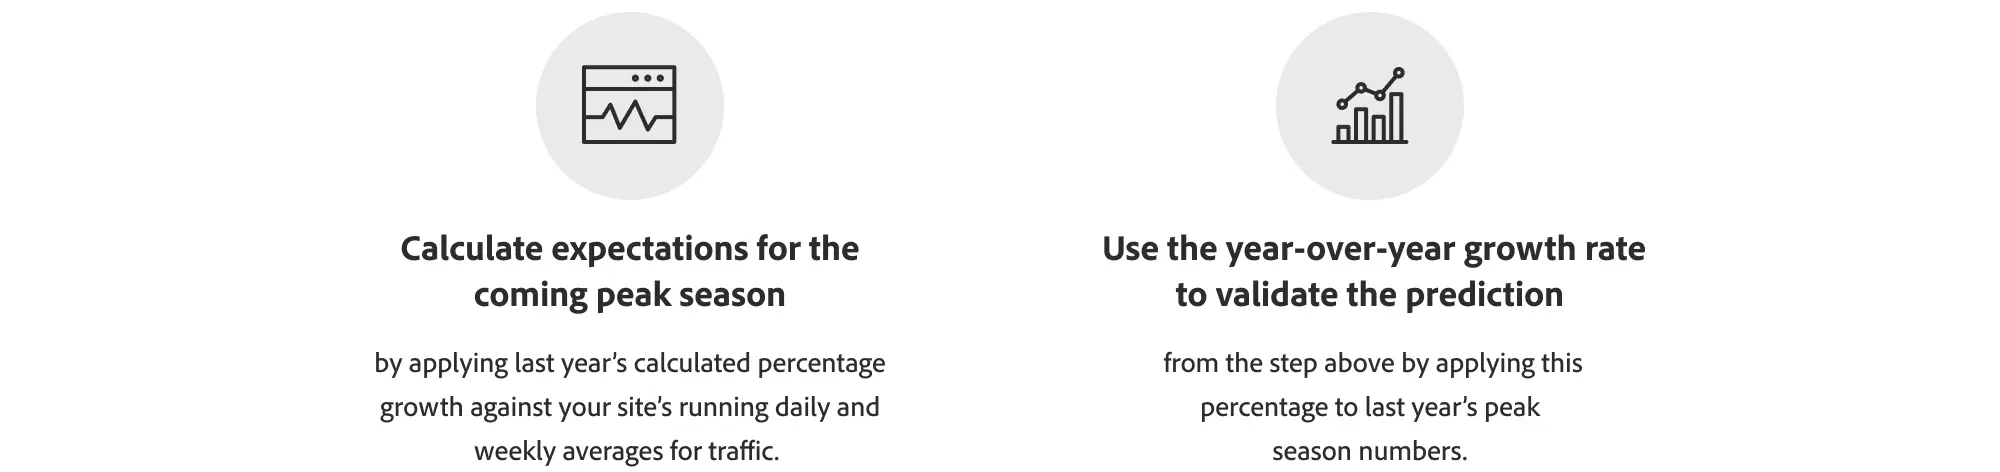 Calculate expectations for the
coming peak season
by applying last year’s calculated percentage
growth against your site’s running daily and
weekly averages for traffic.
Use the year-over-year growth rate
to validate the prediction
from the step above by applying this
percentage to last year’s peak
season numbers.